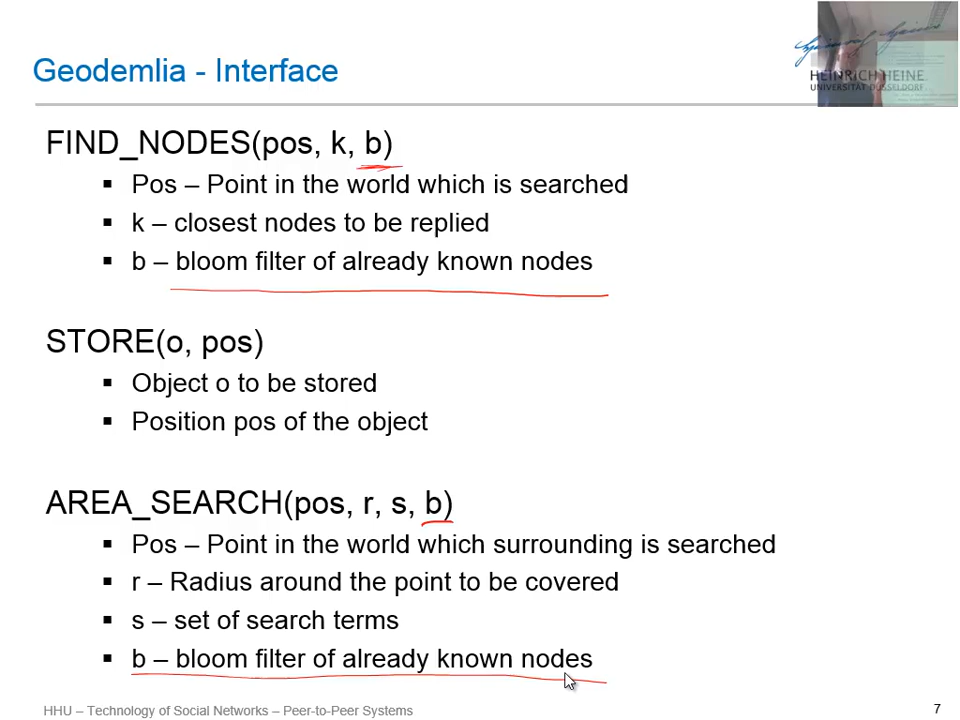 Geodemlia - Interface
HEINRICH HEINE
UNIVERSITÄT DÜSSELDORF
FIND_NODES(pos, k, b)
▪ Pos – Point in the world which is searched
▪ k – closest nodes to be replied
▪ b – bloom filter of already known nodes
STORE(o, pos)
▪ Object o to be stored
▪ Position pos of the object
AREA_SEARCH(pos, r, s, b)
▪ Pos – Point in the world which surrounding is searched
▪ r – Radius around the point to be covered
▪ s – set of search terms
▪ b – bloom filter of already known nodes
HHU – Technology of Social Networks – Peer-to-Peer Systems
7